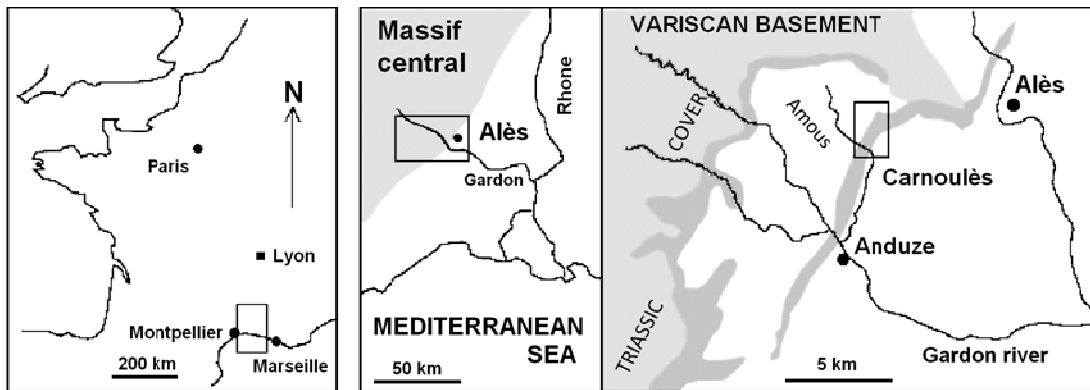 N
Paris
Lyon
Montpellier
Marseille
200 km
Massif
central
Rhone
Alès
Gardon
MEDITERRANEAN
SEA
50 km
VARISCAN BASEMENT
Alès
COVER
Amous
Carnoulès
Anduze
TRIASSIC
5 km
Gardon river